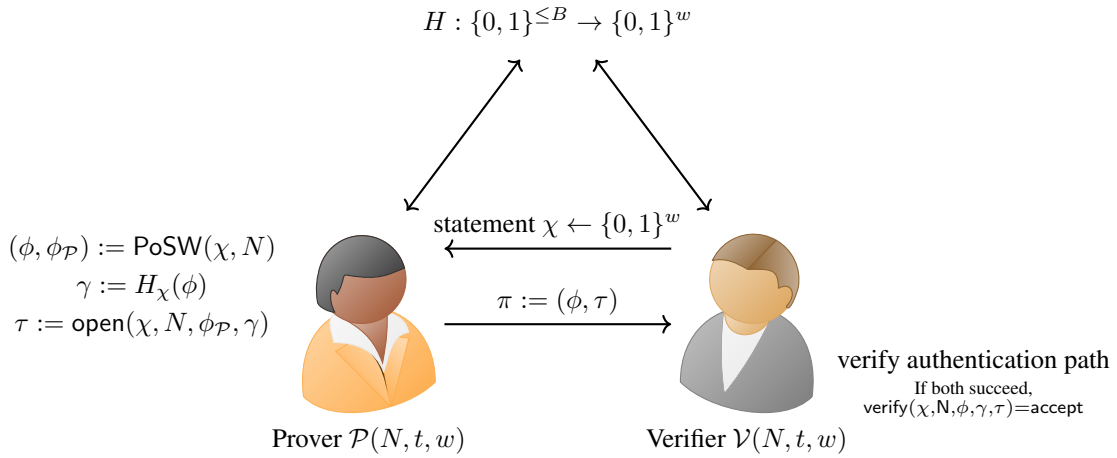 H : {0, 1}^{≤B} → {0, 1}^w
statement χ ← {0, 1}^w
(ϕ, ϕ_𝒫) := PoSW(χ, N)
γ := H_χ(ϕ)
τ := open(χ, N, ϕ_𝒫, γ)
π := (ϕ, τ)
verify authentication path
If both succeed,
verify(χ,N,ϕ,γ,τ)=accept
Prover 𝒫(N, t, w)
Verifier 𝒱(N, t, w)